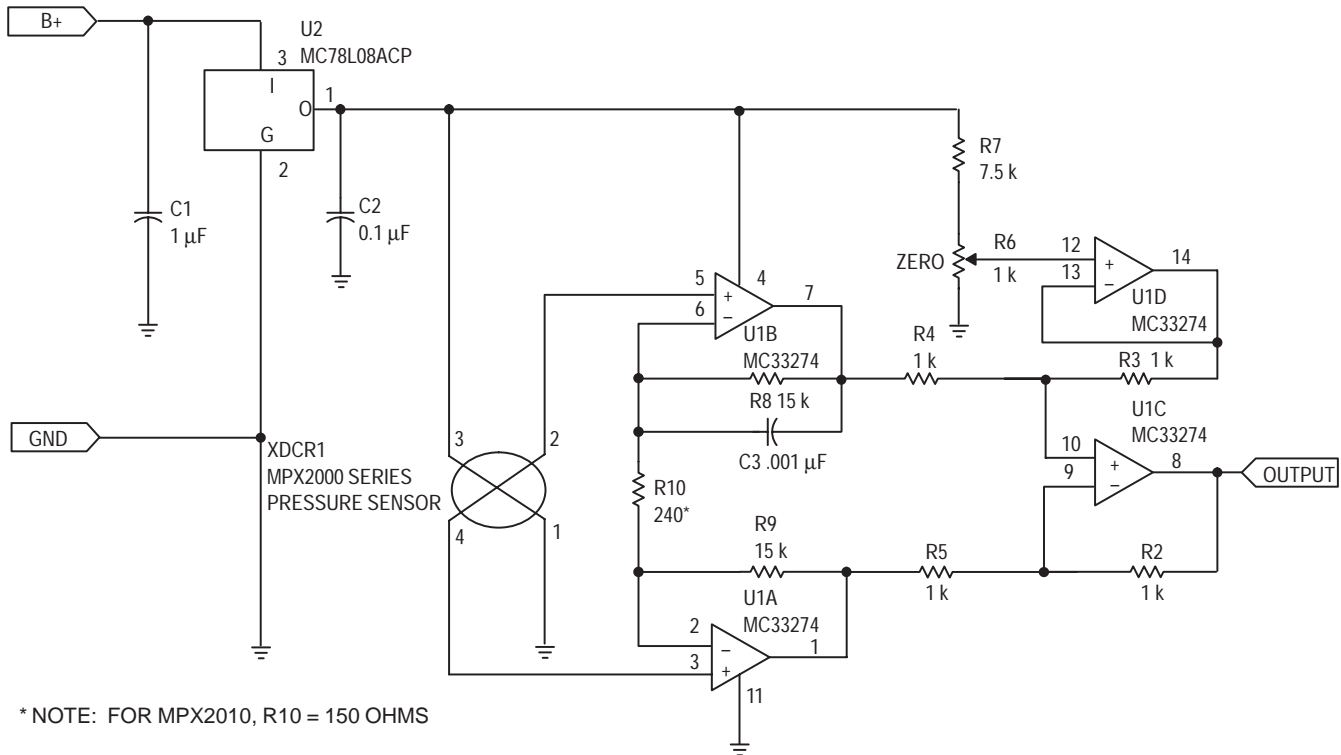 B+
U2
MC78L08ACP
3
I
1
O
G
2
R7
7.5 k
C1
1 µF
C2
0.1 µF
R6
12
14
ZERO
1 k
13
+
−
5
4
7
+
6
−
U1D
MC33274
U1B
MC33274
R4
1 k
R3 1 k
R8 15 k
U1C
MC33274
GND
XDCR1
MPX2000 SERIES
PRESSURE SENSOR
3
2
C3 .001 µF
10
+
8
9
−
OUTPUT
R10
240*
4
1
R9
15 k
R5
1 k
R2
1 k
U1A
MC33274
2
−
1
3
+
11
* NOTE: FOR MPX2010, R10 = 150 OHMS